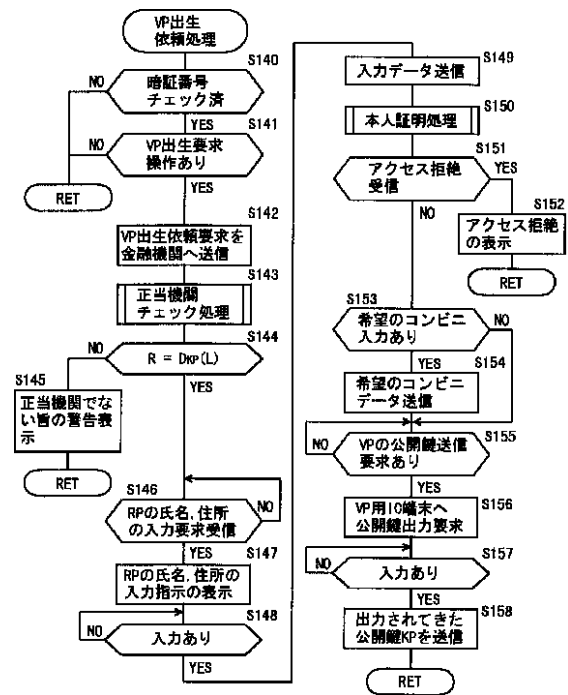 VP出生
依頼処理
S140
暗証番号
チェック済
NO
YES
S141
VP出生要求
操作あり
NO
YES
RET
S142
VP出生依頼要求を
金融機関へ送信
S143
正当機関
チェック処理
S144
R = DKP(L)
NO
YES
S145
正当機関でな
い旨の警告表
示
RET
S146
RPの氏名,住所
の入力要求受信
NO
YES
S147
RPの氏名,住所の
入力指示の表示
S148
入力あり
NO
YES
S149
入力データ送信
S150
本人証明処理
S151
アクセス拒絶
受信
YES
NO
S152
アクセス拒絶
の表示
RET
S153
希望のコンビニ
入力あり
NO
YES
S154
希望のコンビニ
データ送信
S155
VPの公開鍵送信
要求あり
NO
YES
S156
VP用IC端末へ
公開鍵出力要求
S157
入力あり
NO
YES
S158
出力されてきた
公開鍵KPを送信
RET